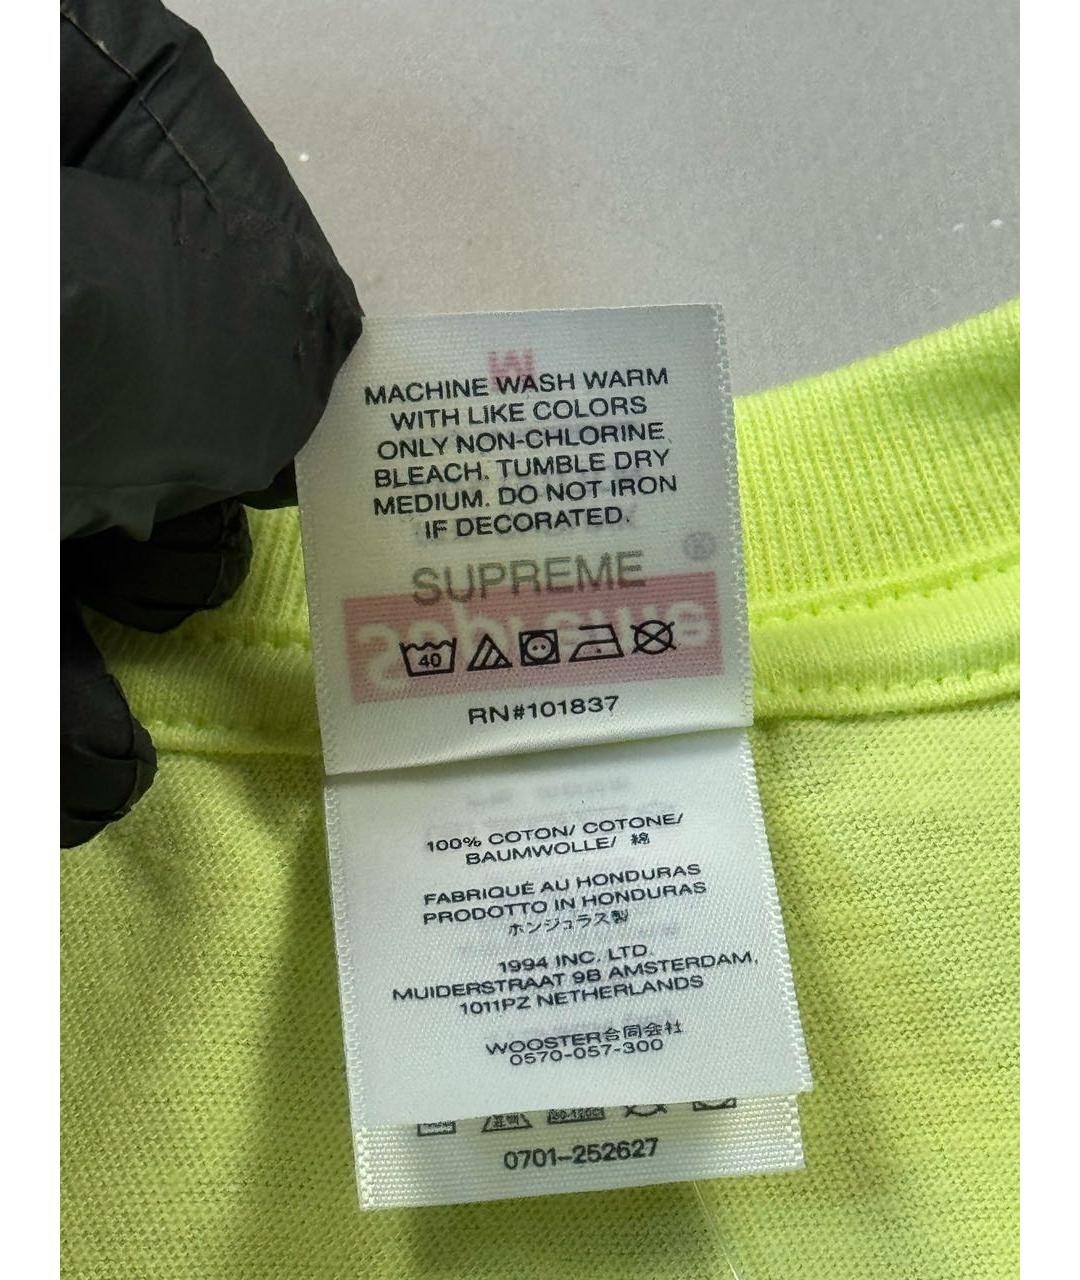 M
MACHINE WASH WARM
WITH LIKE COLORS
ONLY NON-CHLORINE
BLEACH. TUMBLE DRY
MEDIUM. DO NOT IRON
IF DECORATED.
SUPREME
Supreme ®
40
RN#101837
100% COTON/ COTONE/
BAUMWOLLE/ 綿
FABRIQUÉ AU HONDURAS
PRODOTTO IN HONDURAS
ホンジュラス製
1994 INC. LTD.
MUIDERSTRAAT 9B AMSTERDAM,
1011PZ NETHERLANDS
WOOSTER合同会社
0570-057-300
0701-252627